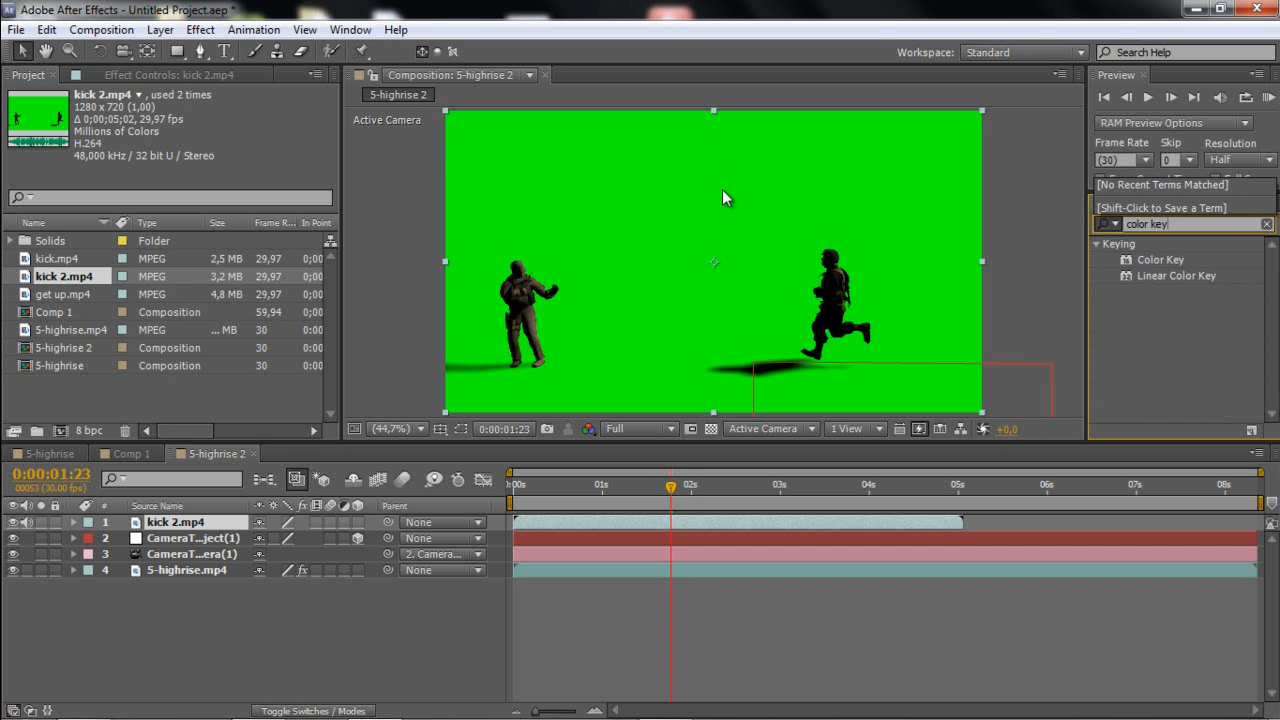 Adobe After Effects - Untitled Project.aep *
File Edit Composition Layer Effect Animation View Window Help
Workspace: Standard Search Help
Project Effect Controls: kick 2.mp4 Composition: 5-highrise 2 Preview
kick 2.mp4 , used 2 times
1280 x 720 (1,00)
Δ 0;00;05;02, 29,97 fps
Millions of Colors
H.264
48,000 kHz / 32 bit U / Stereo
5-highrise 2
Active Camera
RAM Preview Options
Frame Rate Skip Resolution
(30) 0 Half
[No Recent Terms Matched]
[Shift-Click to Save a Term]
color key
Keying
Color Key
Linear Color Key
Name Type Size Frame R... In Point
Solids Folder
kick.mp4 MPEG 2,5 MB 29,97 0;00
kick 2.mp4 MPEG 3,2 MB 29,97 0;00
get up.mp4 MPEG 4,8 MB 29,97 0;00
Comp 1 Composition 59,94 0;00
5-highrise.mp4 MPEG ... MB 30 0;00
5-highrise 2 Composition 30 0;00
5-highrise Composition 30 0;00
8 bpc
(44,7%) 0:00:01:23 Full Active Camera 1 View +0,0
5-highrise Comp 1 5-highrise 2
0:00:01:23
00053 (30.00 fps)
:00s 01s 02s 03s 04s 05s 06s 07s 08s
# Source Name Parent
1 kick 2.mp4 None
2 CameraT...ject(1) None
3 CameraT...era(1) 2. Camera...
4 5-highrise.mp4 fx None
Toggle Switches / Modes